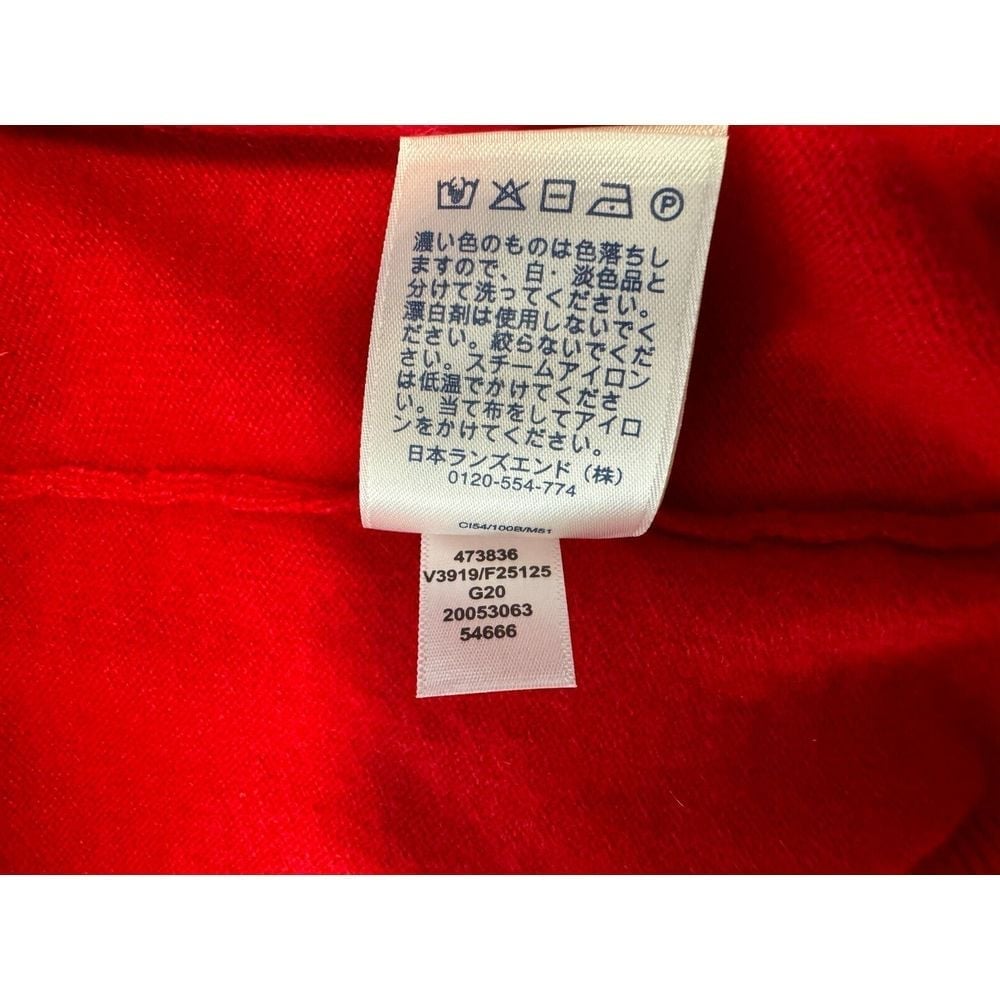 P
濃い色のものは色落ちし
ますので、白・淡色品と
分けて洗ってください。
漂白剤は使用しないでく
ださい。絞らないでくだ
さい。スチームアイロン
は低温でかけてくださ
い。当て布をしてアイロ
ンをかけてください。
日本ランズエンド（株）
0120-554-774
CI54/100B/M51
473836
V3919/F25125
G20
20053063
54666